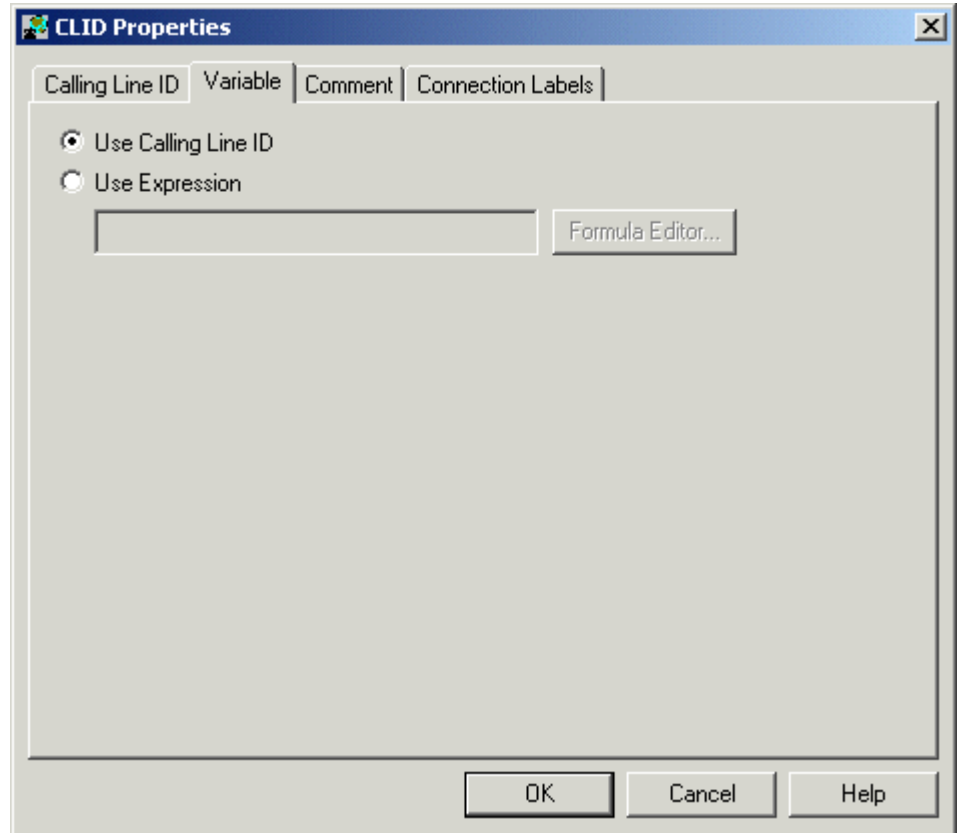 CLID Properties
Calling Line ID Variable Comment Connection Labels
Use Calling Line ID
Use Expression
Formula Editor...
OK Cancel Help